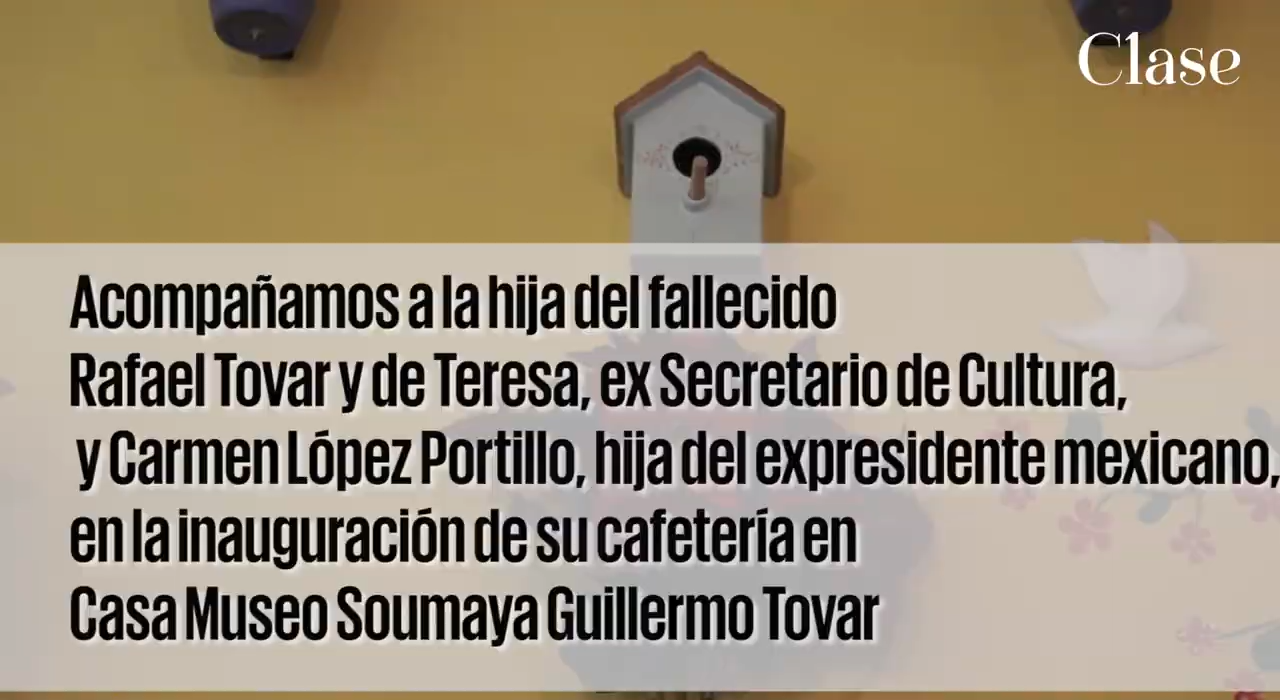 Clase
Acompañamos a la hija del fallecido
Rafael Tovar y de Teresa, ex Secretario de Cultura,
y Carmen López Portillo, hija del expresidente mexicano,
en la inauguración de su cafetería en
Casa Museo Soumaya Guillermo Tovar